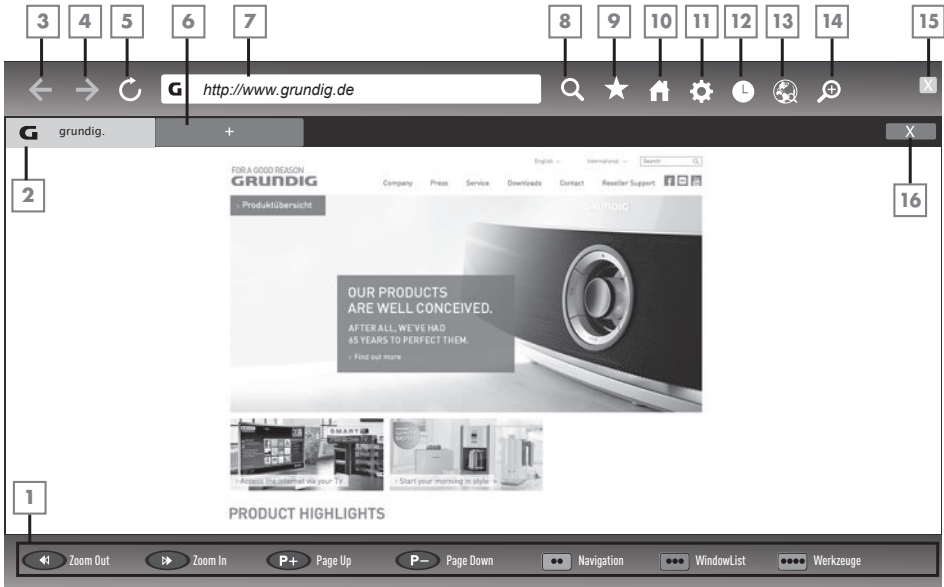 3 4 5 6 7 8 9 10 11 12 13 14 15
G http://www.grundig.de X
G grundig. + X
2 16
English International Search
FOR A GOOD REASON
GRUNDIG
Company Press Service Downloads Contact Reseller Support
› Produktübersicht
GRUNDIG
OUR PRODUCTS
ARE WELL CONCEIVED.
AFTER ALL, WE'VE HAD
65 YEARS TO PERFECT THEM.
› Find out more
SMART
interactive TV
› Access the internet via your TV
› Start your morning in style
PRODUCT HIGHLIGHTS
1
Zoom Out Zoom In P+ Page Up P− Page Down Navigation WindowList Werkzeuge